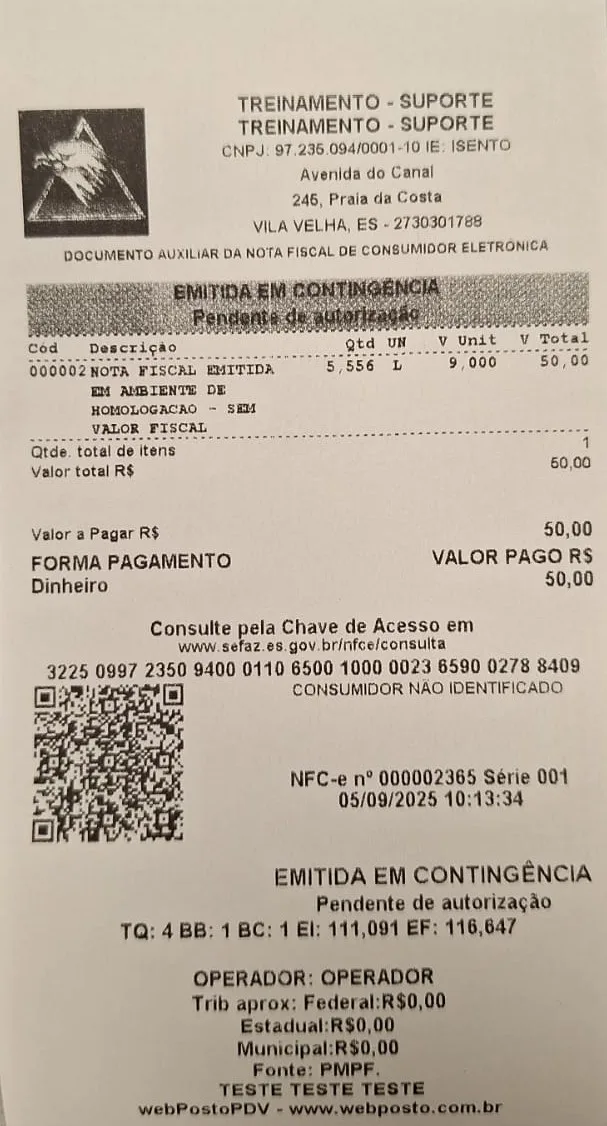 TREINAMENTO - SUPORTE
TREINAMENTO - SUPORTE
CNPJ: 97.235.094/0001-10 IE: ISENTO
Avenida do Canal
245, Praia da Costa
VILA VELHA, ES - 2730301788
DOCUMENTO AUXILIAR DA NOTA FISCAL DE CONSUMIDOR ELETRÔNICA
EMITIDA EM CONTINGÊNCIA
Pendente de autorização
Cód Descrição Qtd UN V Unit V Total
000002 NOTA FISCAL EMITIDA 5,556 L 9,000 50,00
EM AMBIENTE DE
HOMOLOGACAO - SEM
VALOR FISCAL
Qtde. total de itens 1
Valor total R$ 50,00
Valor a Pagar R$ 50,00
FORMA PAGAMENTO VALOR PAGO R$
Dinheiro 50,00
Consulte pela Chave de Acesso em
www.sefaz.es.gov.br/nfce/consulta
3225 0997 2350 9400 0110 6500 1000 0023 6590 0278 8409
CONSUMIDOR NÃO IDENTIFICADO
NFC-e nº 000002365 Série 001
05/09/2025 10:13:34
EMITIDA EM CONTINGÊNCIA
Pendente de autorização
TQ: 4 BB: 1 BC: 1 EI: 111,091 EF: 116,647
OPERADOR: OPERADOR
Trib aprox: Federal:R$0,00
Estadual:R$0,00
Municipal:R$0,00
Fonte: PMPF.
TESTE TESTE TESTE
webPostoPDV - www.webposto.com.br